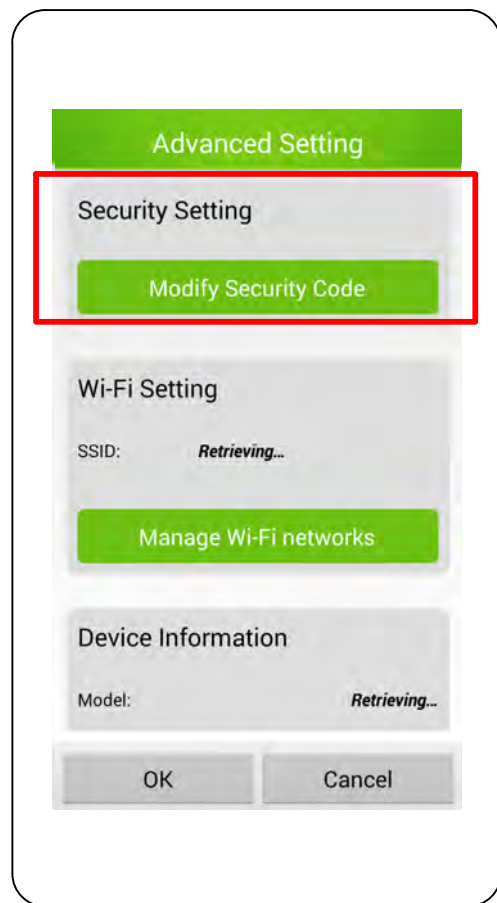 Advanced Setting
Security Setting
Modify Security Code
Wi-Fi Setting
SSID: Retrieving...
Manage Wi-Fi networks
Device Information
Model: Retrieving...
OK Cancel